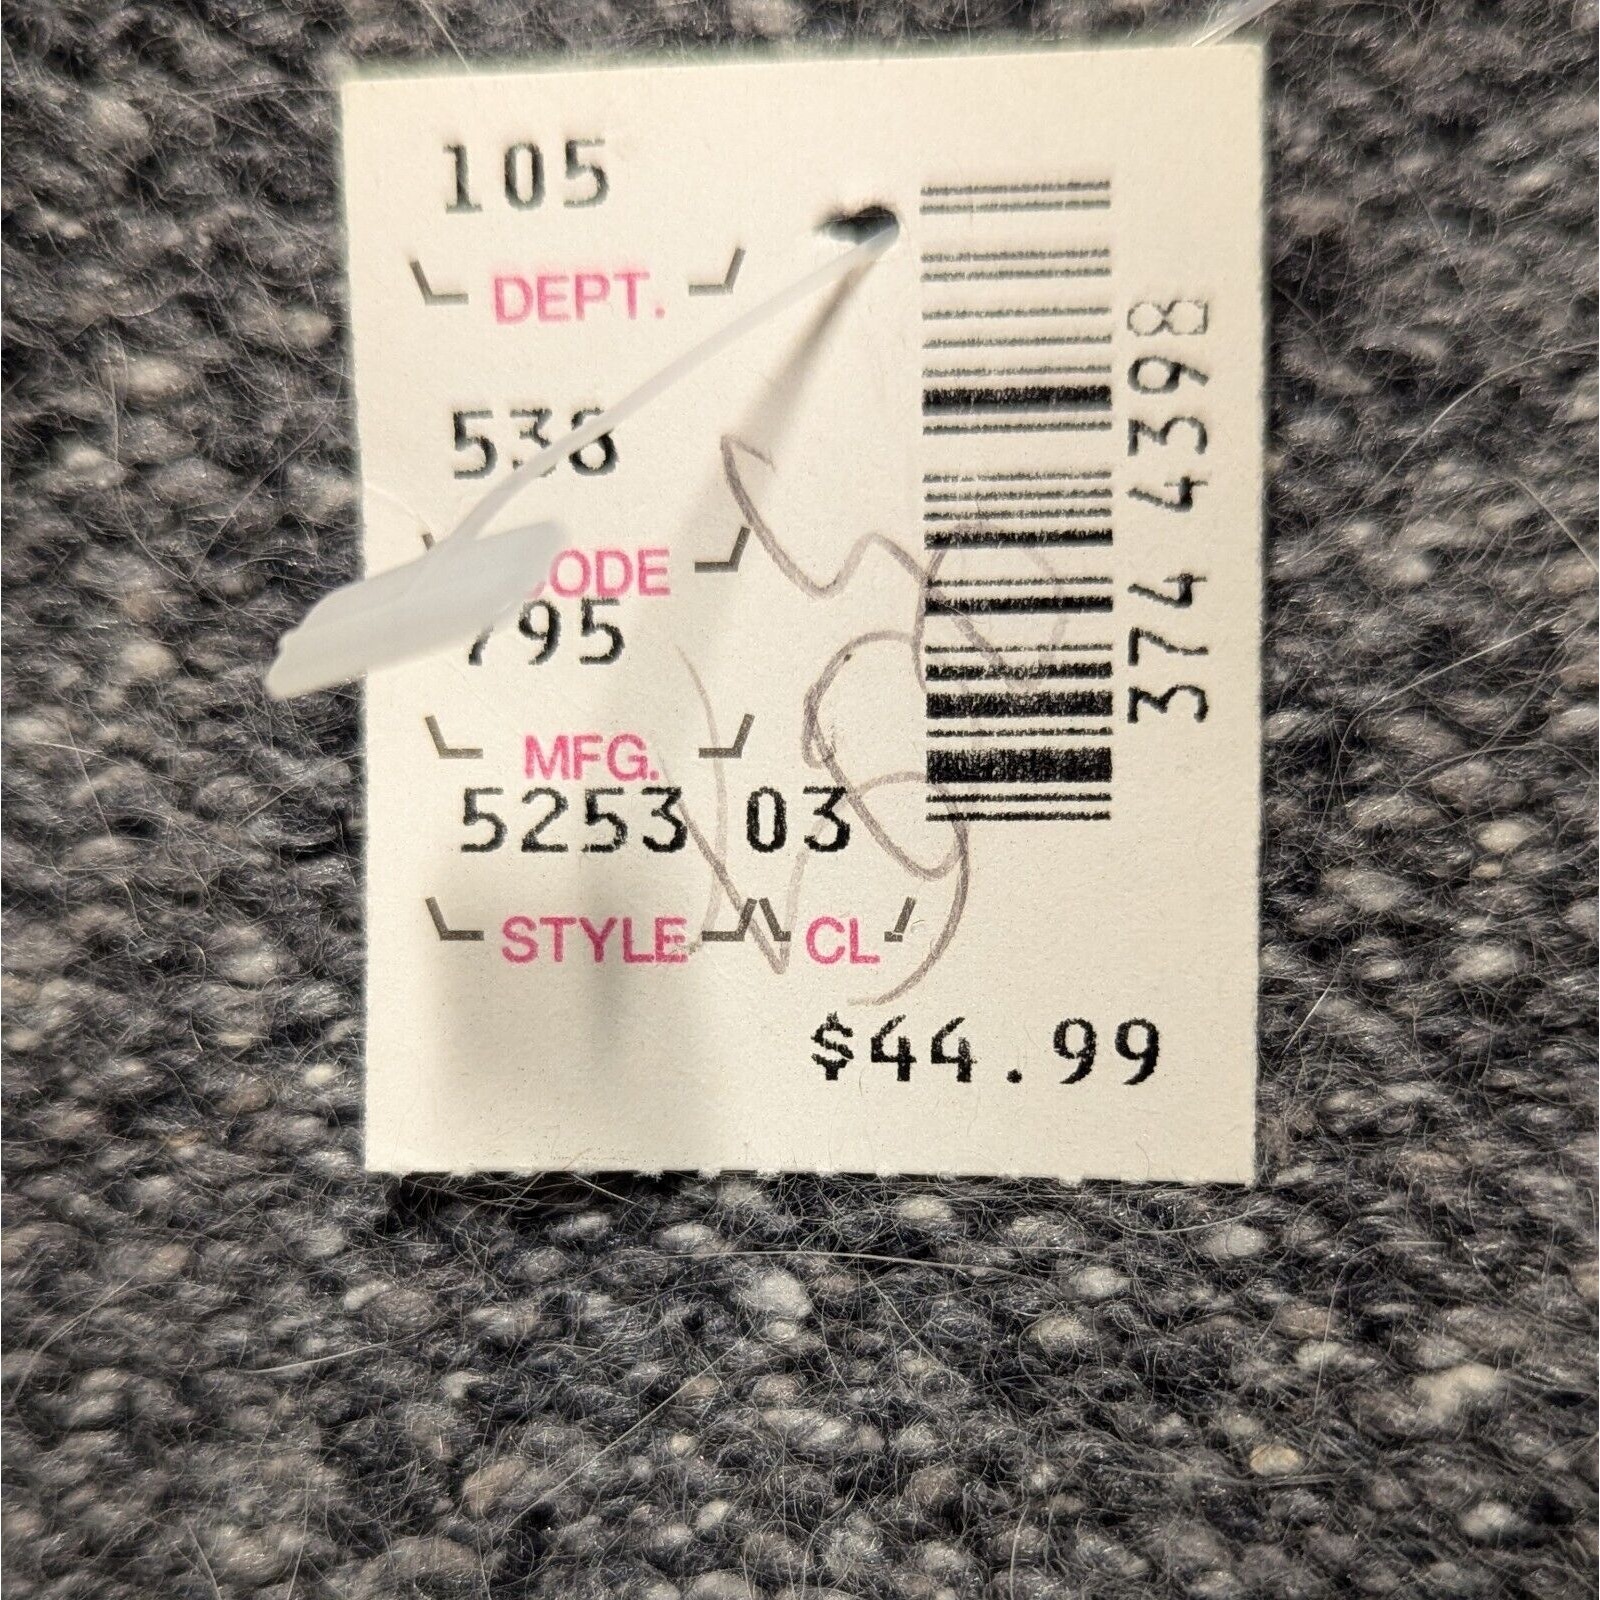 105
DEPT.
538
CODE
795
MFG.
5253 03
STYLE CL
$44.99
374 4398